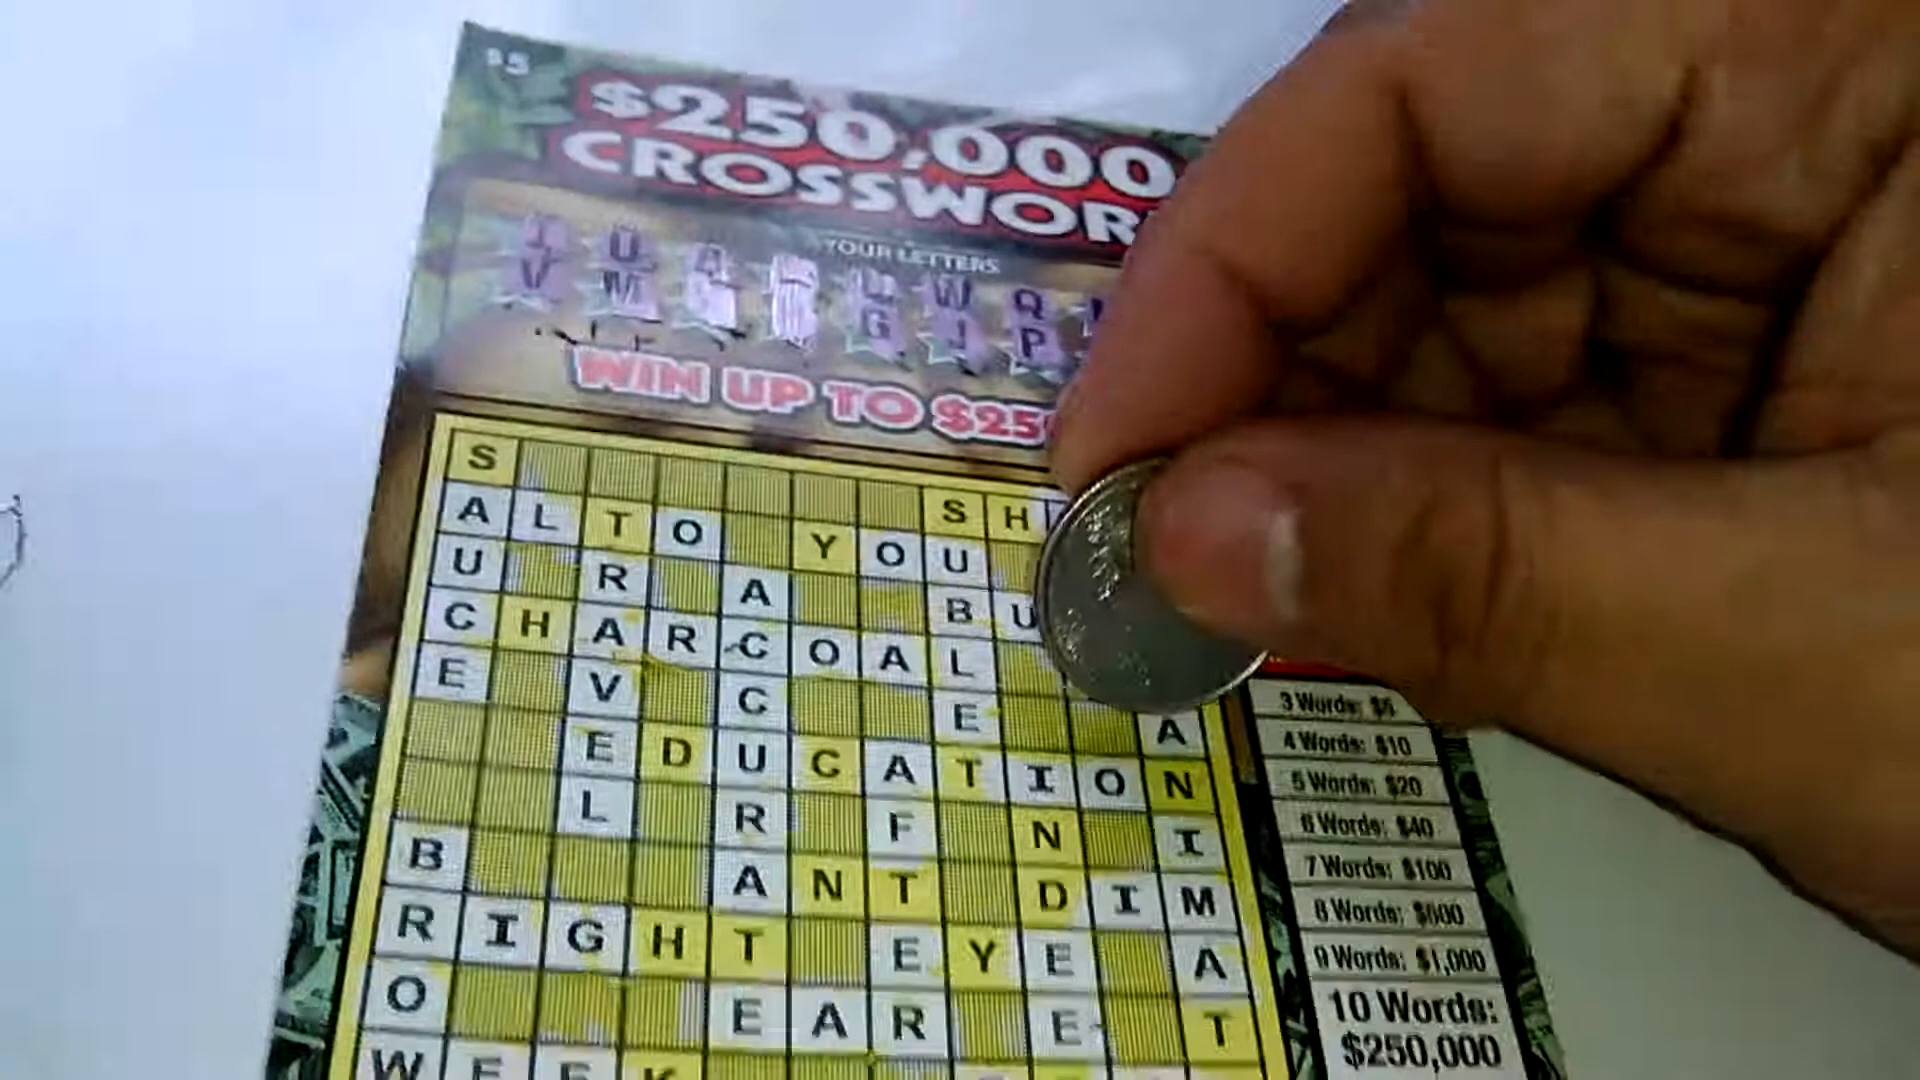 $5
$250,000
CROSSWOR
YOUR LETTERS
U W R
V M G J P
WIN UP TO $25
S
A L T O Y O U S H
U R A B U
C H A R C O A L
E V C E
E D U C A T I O N
L R F N I
B A N T D I M
R I G H T E Y E A
O E A R E T
W E E K
A
3 Words: $5
4 Words: $10
5 Words: $20
6 Words: $40
7 Words: $100
8 Words: $500
9 Words: $1,000
10 Words:
$250,000